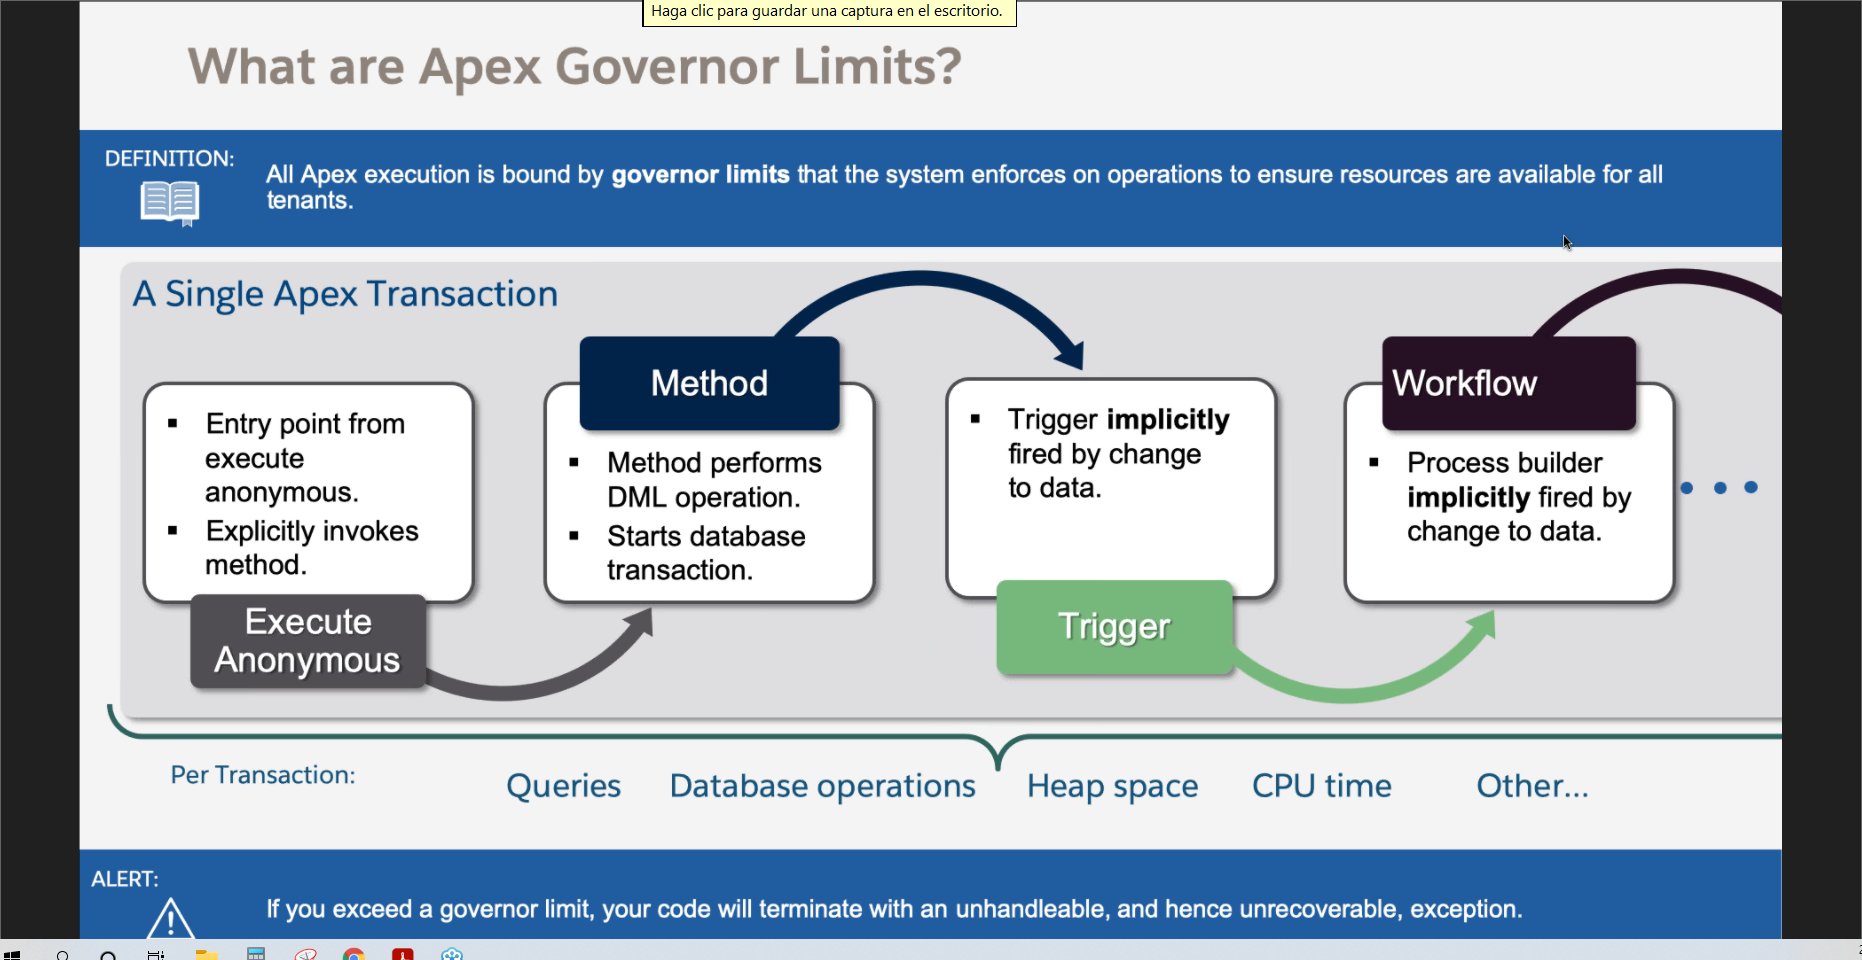 Haga clic para guardar una captura en el escritorio.
What are Apex Governor Limits?
DEFINITION:
All Apex execution is bound by governor limits that the system enforces on operations to ensure resources are available for all
tenants.
A Single Apex Transaction
▪ Entry point from
execute
anonymous.
▪ Explicitly invokes
method.
Execute
Anonymous
Method
▪ Method performs
DML operation.
▪ Starts database
transaction.
▪ Trigger implicitly
fired by change
to data.
Trigger
Workflow
▪ Process builder
implicitly fired by
change to data.
Per Transaction:
Queries
Database operations
Heap space
CPU time
Other...
ALERT:
If you exceed a governor limit, your code will terminate with an unhandleable, and hence unrecoverable, exception.